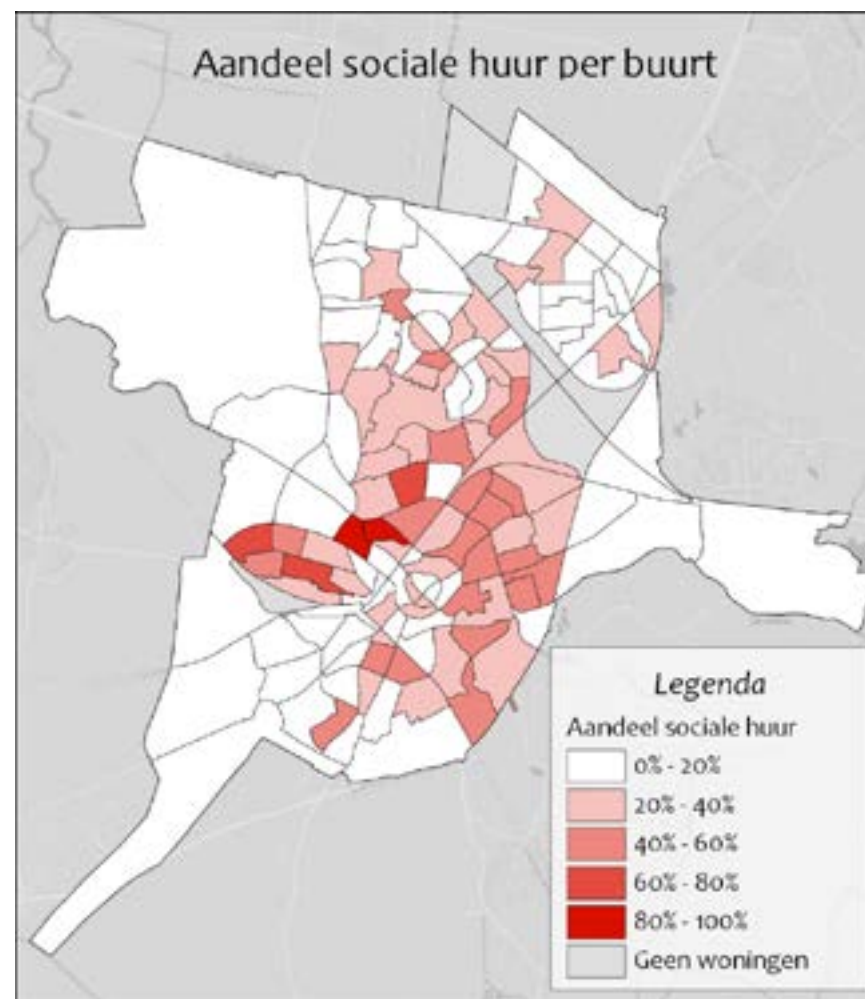 Aandeel sociale huur per buurt
Legenda
Aandeel sociale huur
0% - 20%
20% - 40%
40% - 60%
60% - 80%
80% - 100%
Geen woningen